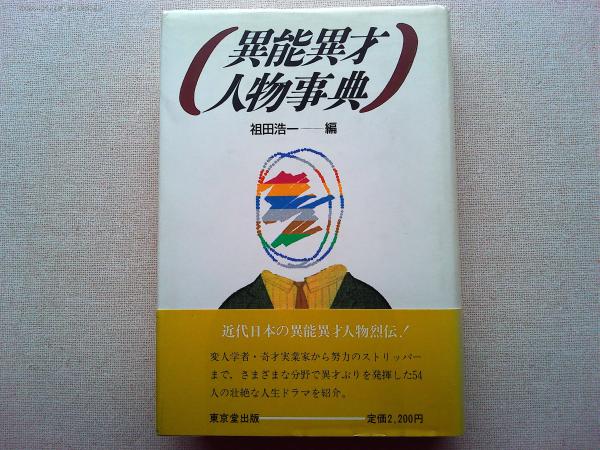 異能異才
人物事典
祖田浩一──編
近代日本の異能異才人物烈伝!
変人学者・奇才実業家から努力のストリッパー
まで、さまざまな分野で異才ぶりを発揮した54
人の壮絶な人生ドラマを紹介。
東京堂出版────定価2,200円